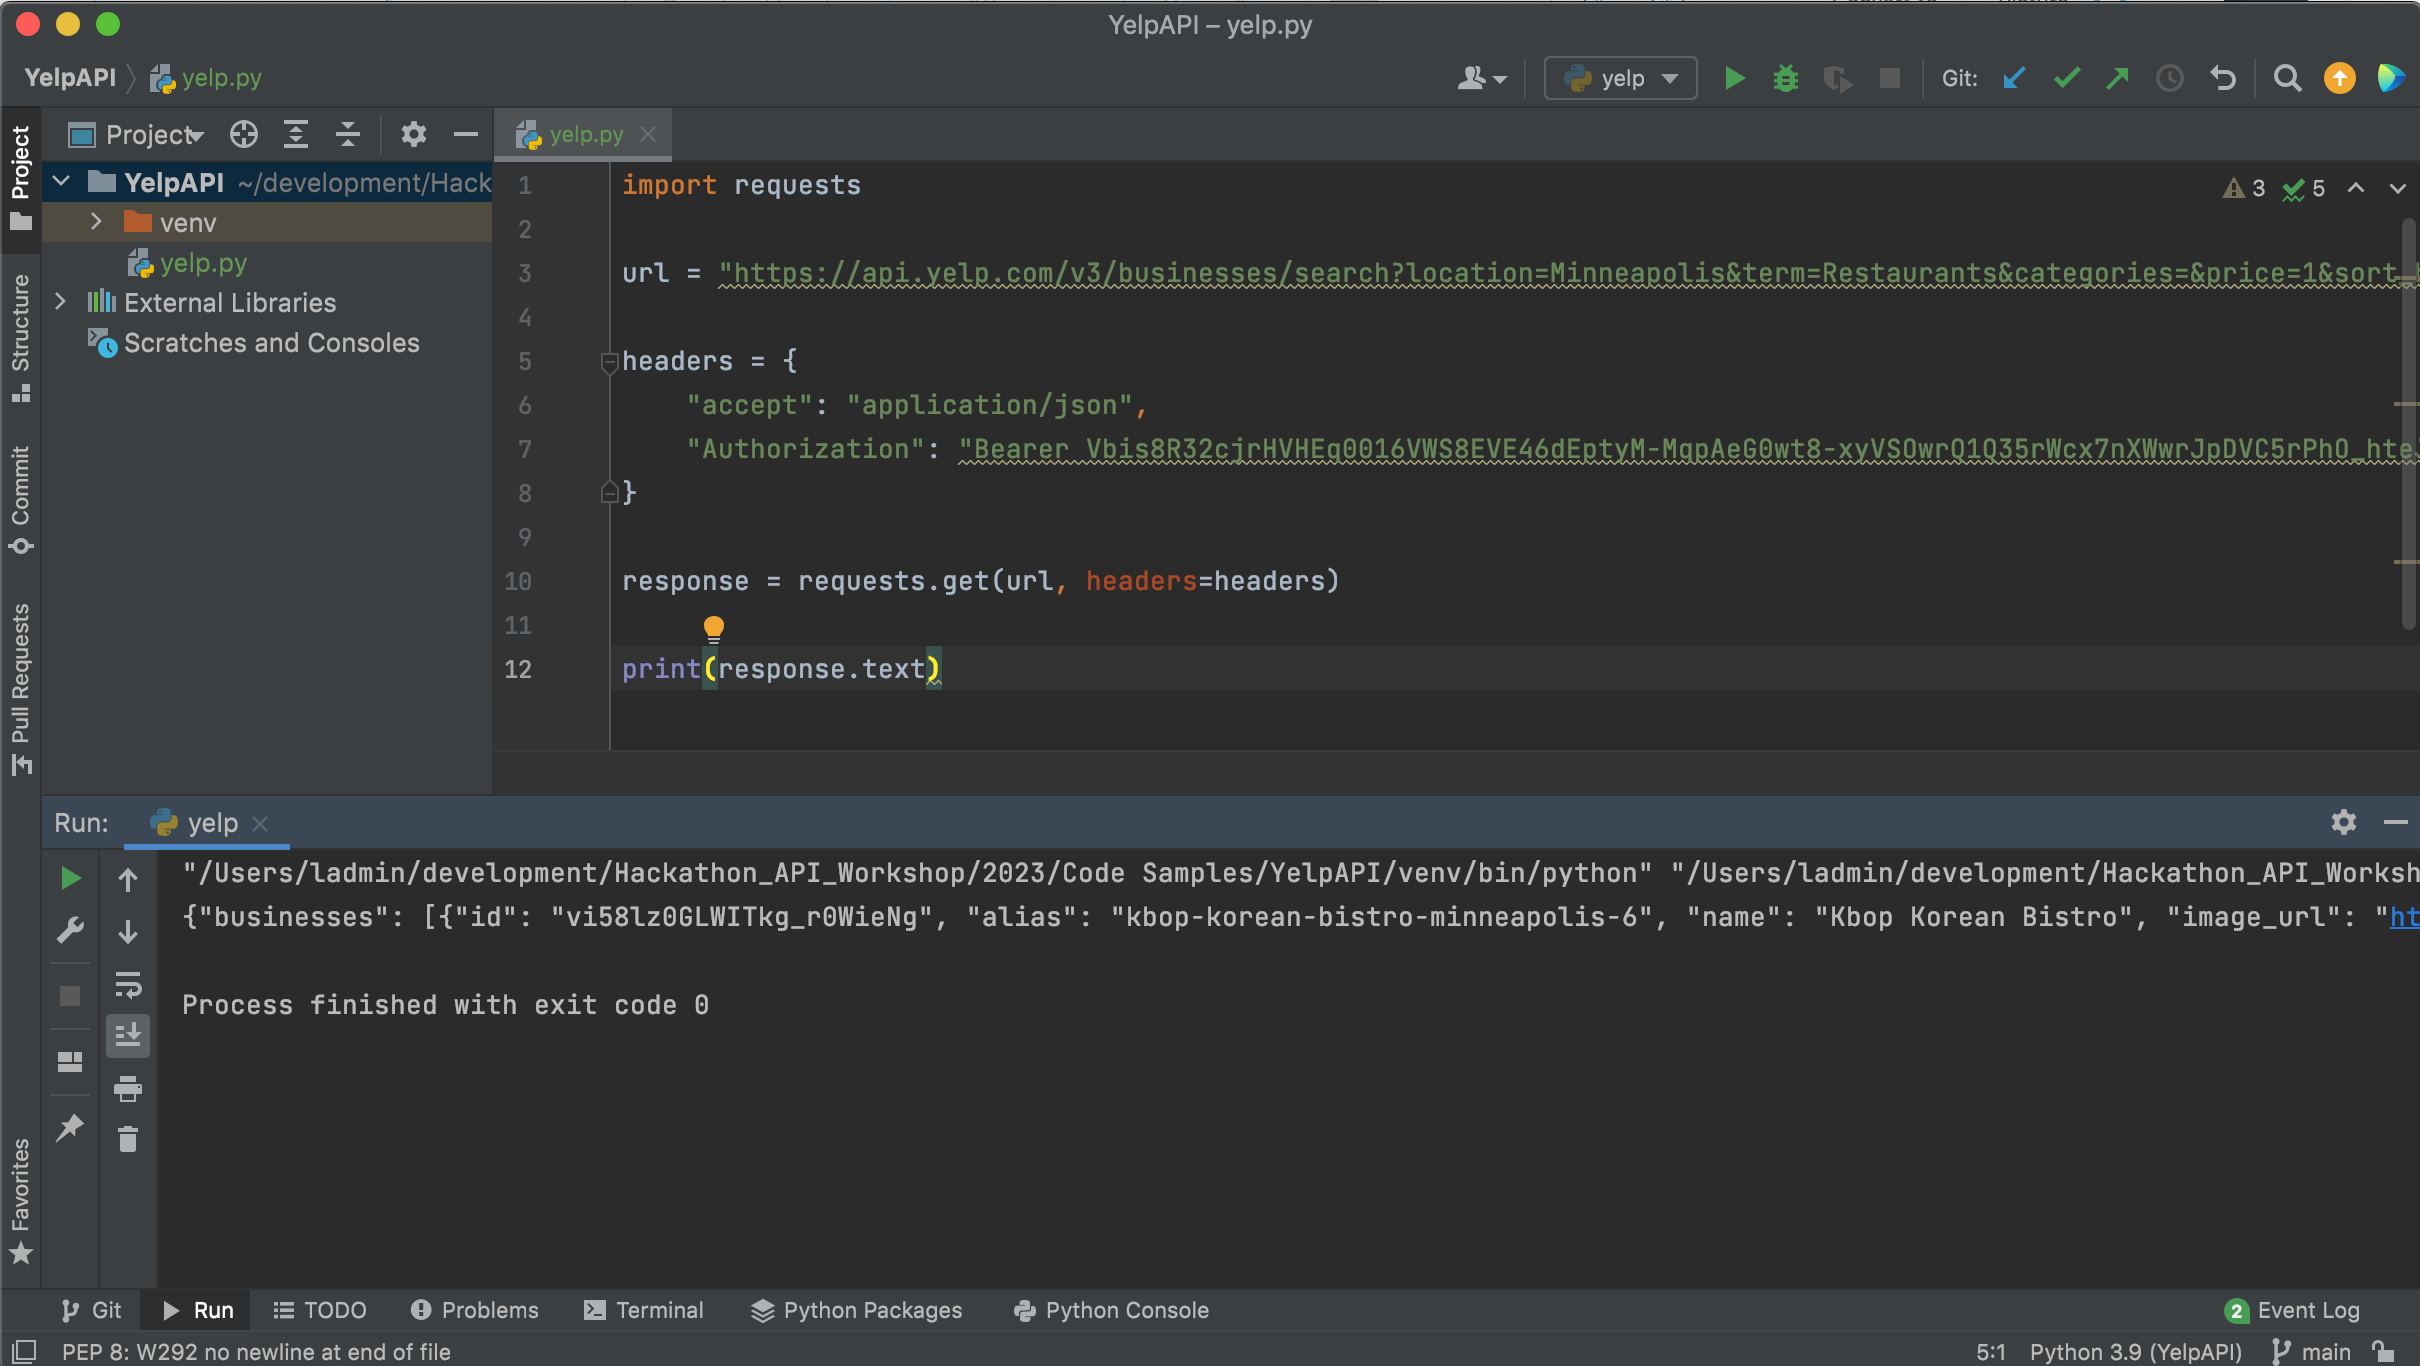 YelpAPI – yelp.py
YelpAPI yelp.py
yelp
Git:
Project
yelp.py
Project
YelpAPI ~/development/Hack
venv
yelp.py
External Libraries
Scratches and Consoles
Structure
Commit
Pull Requests
Favorites
3 5
1 import requests
2
3 url = "https://api.yelp.com/v3/businesses/search?location=Minneapolis&term=Restaurants&categories=&price=1&sort_
4
5 headers = {
6 "accept": "application/json",
7 "Authorization": "Bearer Vbis8R32cjrHVHEg0016VWS8EVE46dEptyM-MgpAeG0wt8-xyVSOwrQ1Q35rWcx7nXWwrJpDVC5rPhO_hte
8 }
9
10 response = requests.get(url, headers=headers)
11
12 print(response.text)
Run: yelp
"/Users/ladmin/development/Hackathon_API_Workshop/2023/Code Samples/YelpAPI/venv/bin/python" "/Users/ladmin/development/Hackathon_API_Worksh
{"businesses": [{"id": "vi58lz0GLWITkg_r0WieNg", "alias": "kbop-korean-bistro-minneapolis-6", "name": "Kbop Korean Bistro", "image_url": "ht
Process finished with exit code 0
Git Run TODO Problems Terminal Python Packages Python Console 2 Event Log
PEP 8: W292 no newline at end of file 5:1 Python 3.9 (YelpAPI) main